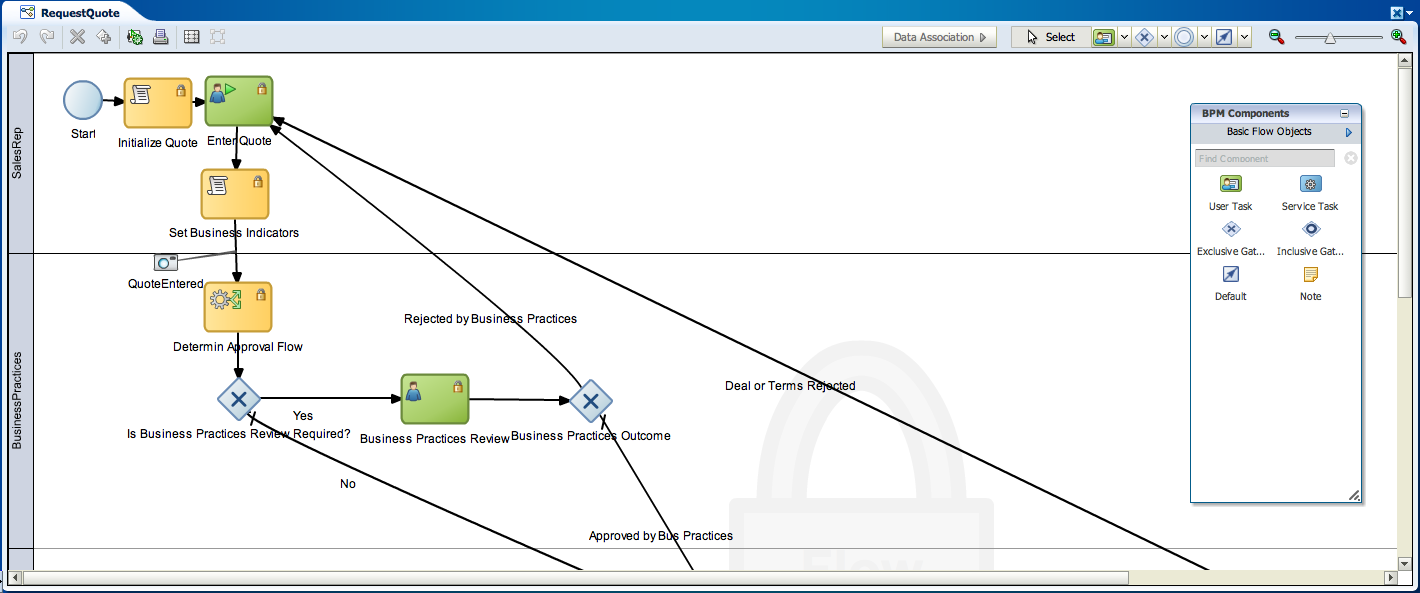 RequestQuote
Data Association
Select
SalesRep
Start
Initialize Quote
Enter Quote
Set Business Indicators
BusinessPractices
QuoteEntered
Determin Approval Flow
Rejected by Business Practices
Deal or Terms Rejected
Yes
Is Business Practices Review Required?
Business Practices Review
Business Practices Outcome
No
Approved by Bus Practices
Flow
BPM Components
Basic Flow Objects
Find Component
User Task
Service Task
Exclusive Gat...
Inclusive Gat...
Default
Note